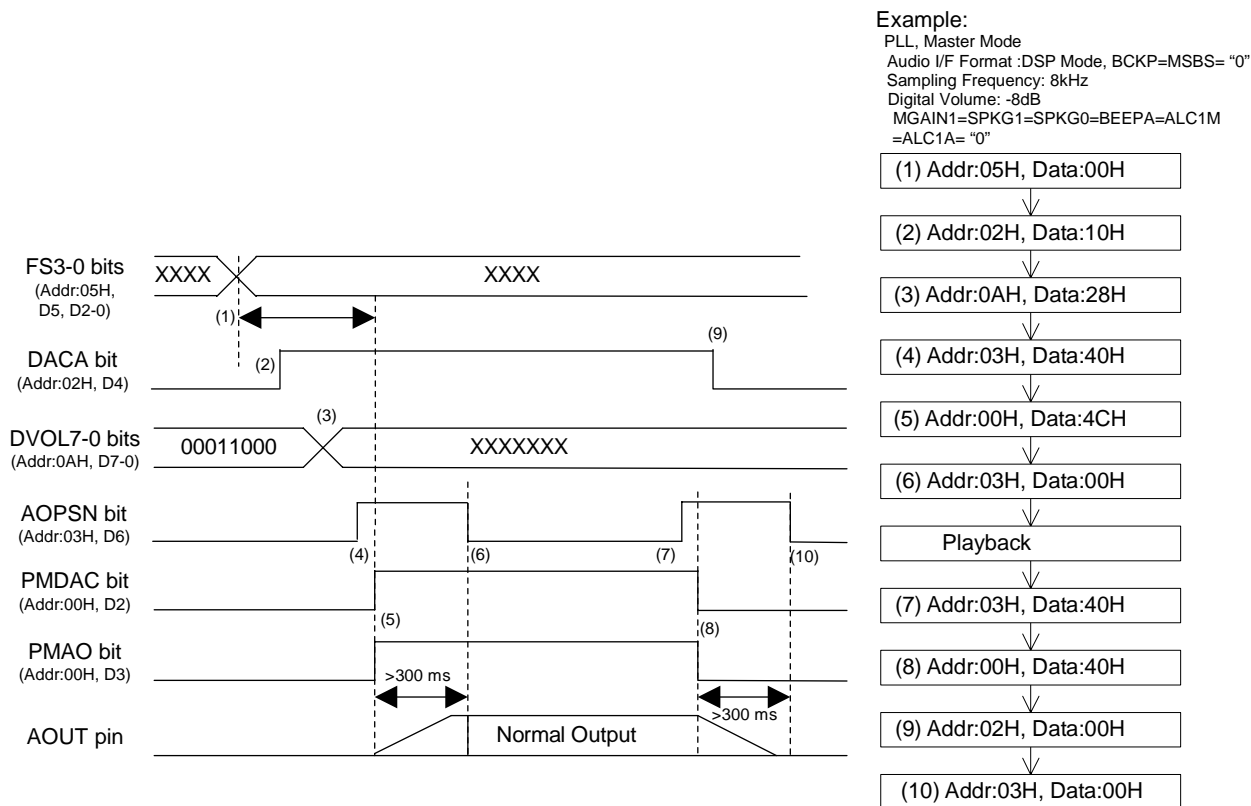 Example:
PLL, Master Mode
Audio I/F Format :DSP Mode, BCKP=MSBS= “0”
Sampling Frequency: 8kHz
Digital Volume: -8dB
MGAIN1=SPKG1=SPKG0=BEEPA=ALC1M
=ALC1A= “0”
(1) Addr:05H, Data:00H
(2) Addr:02H, Data:10H
(3) Addr:0AH, Data:28H
(4) Addr:03H, Data:40H
(5) Addr:00H, Data:4CH
(6) Addr:03H, Data:00H
Playback
(7) Addr:03H, Data:40H
(8) Addr:00H, Data:40H
(9) Addr:02H, Data:00H
(10) Addr:03H, Data:00H
FS3-0 bits
(Addr:05H,
D5, D2-0)
XXXX
XXXX
(1)
DACA bit
(Addr:02H, D4)
(2)
(9)
DVOL7-0 bits
(Addr:0AH, D7-0)
00011000
(3)
XXXXXXX
AOPSN bit
(Addr:03H, D6)
(4)
(6)
(7)
(10)
PMDAC bit
(Addr:00H, D2)
(5)
(8)
PMAO bit
(Addr:00H, D3)
>300 ms
>300 ms
AOUT pin
Normal Output